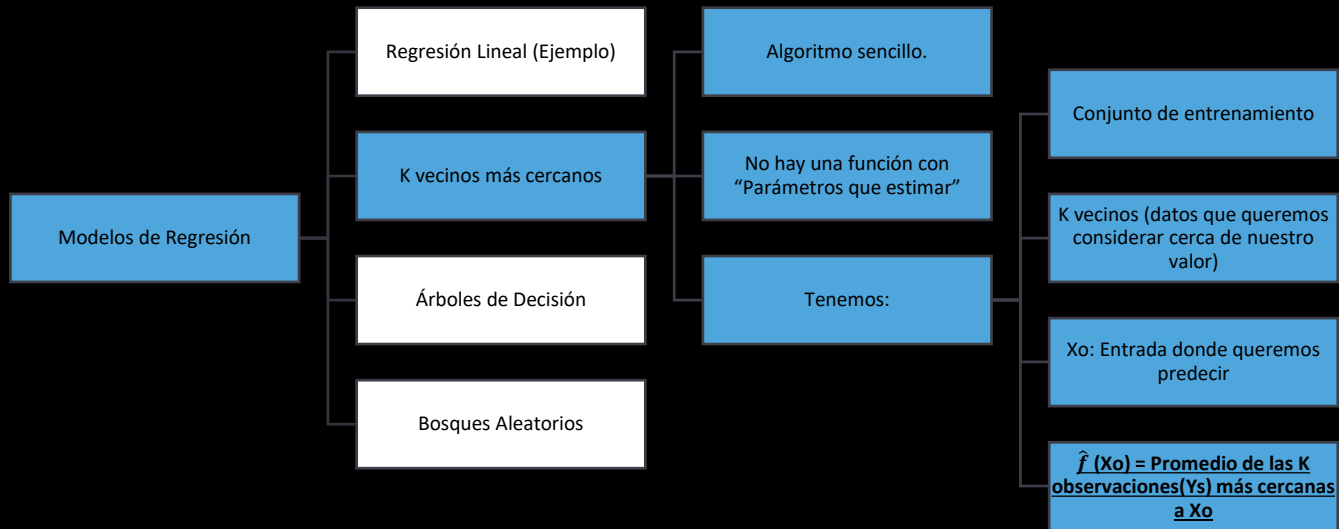 Modelos de Regresión
Regresión Lineal (Ejemplo)
K vecinos más cercanos
Árboles de Decisión
Bosques Aleatorios
Algoritmo sencillo.
No hay una función con
“Parámetros que estimar”
Tenemos:
Conjunto de entrenamiento
K vecinos (datos que queremos
considerar cerca de nuestro
valor)
Xo: Entrada donde queremos
predecir
f̂ (Xo) = Promedio de las K
observaciones(Ys) más cercanas
a Xo